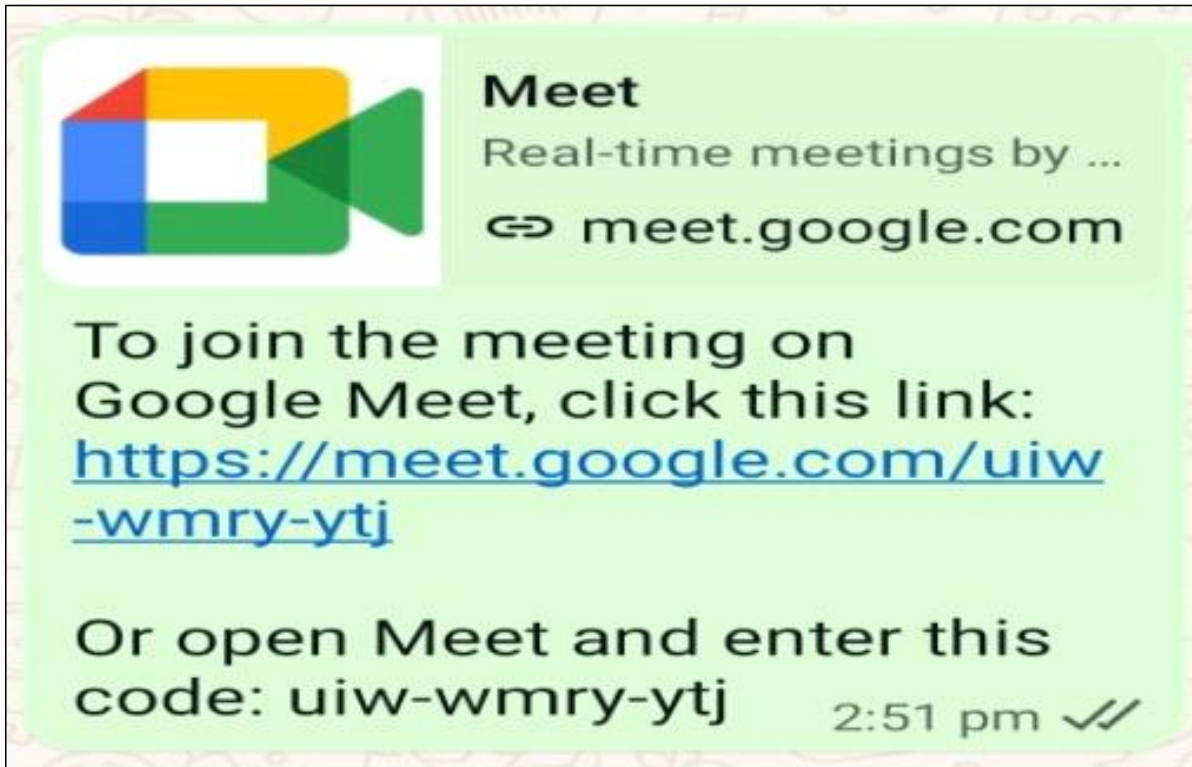 Meet
Real-time meetings by ...
meet.google.com
To join the meeting on
Google Meet, click this link:
https://meet.google.com/uiw
-wmry-ytj
Or open Meet and enter this
code: uiw-wmry-ytj
2:51 pm